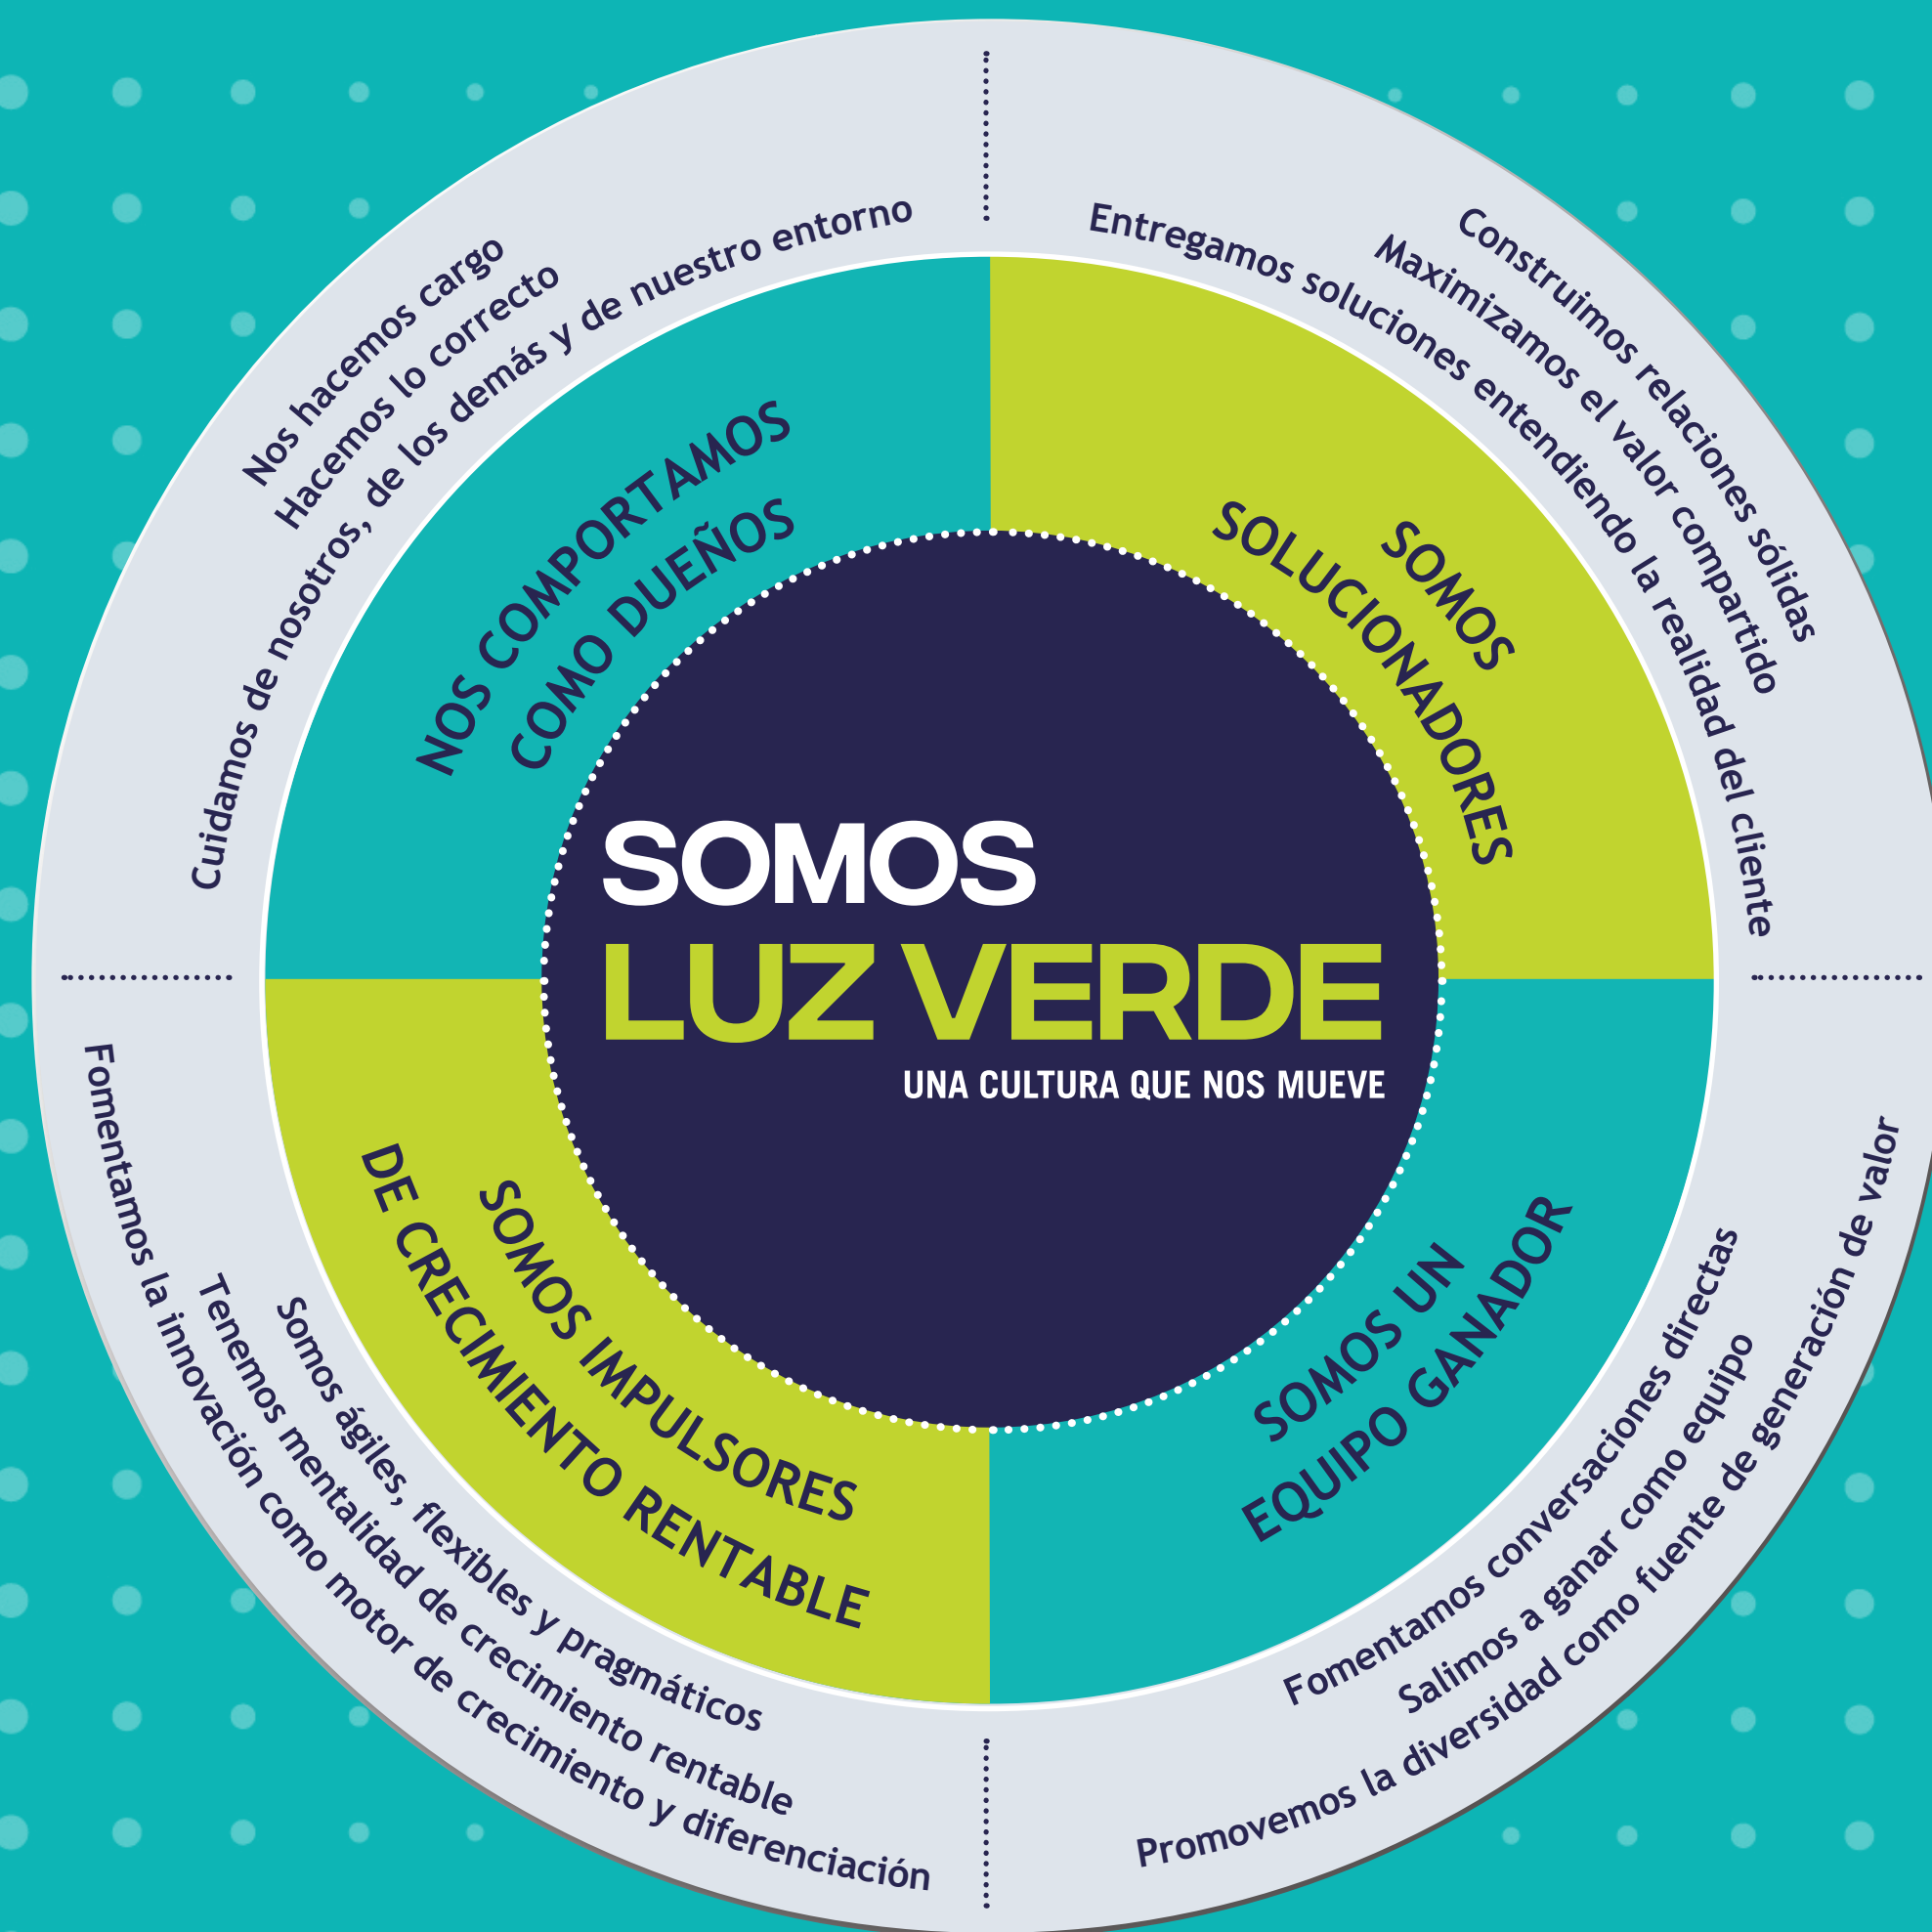 SOMOS
LUZ VERDE
UNA CULTURA QUE NOS MUEVE
NOS COMPORTAMOS
COMO DUEÑOS
Nos hacemos cargo
Hacemos lo correcto
Cuidamos de nosotros, de los demás y de nuestro entorno
SOMOS
SOLUCIONADORES
Construimos relaciones sólidas
Maximizamos el valor compartido
Entregamos soluciones entendiendo la realidad del cliente
SOMOS UN
EQUIPO GANADOR
Fomentamos conversaciones directas
Salimos a ganar como equipo
Promovemos la diversidad como fuente de generación de valor
SOMOS IMPULSORES
DE CRECIMIENTO RENTABLE
Somos ágiles, flexibles y pragmáticos
Tenemos mentalidad de crecimiento rentable
Fomentamos la innovación como motor de crecimiento y diferenciación